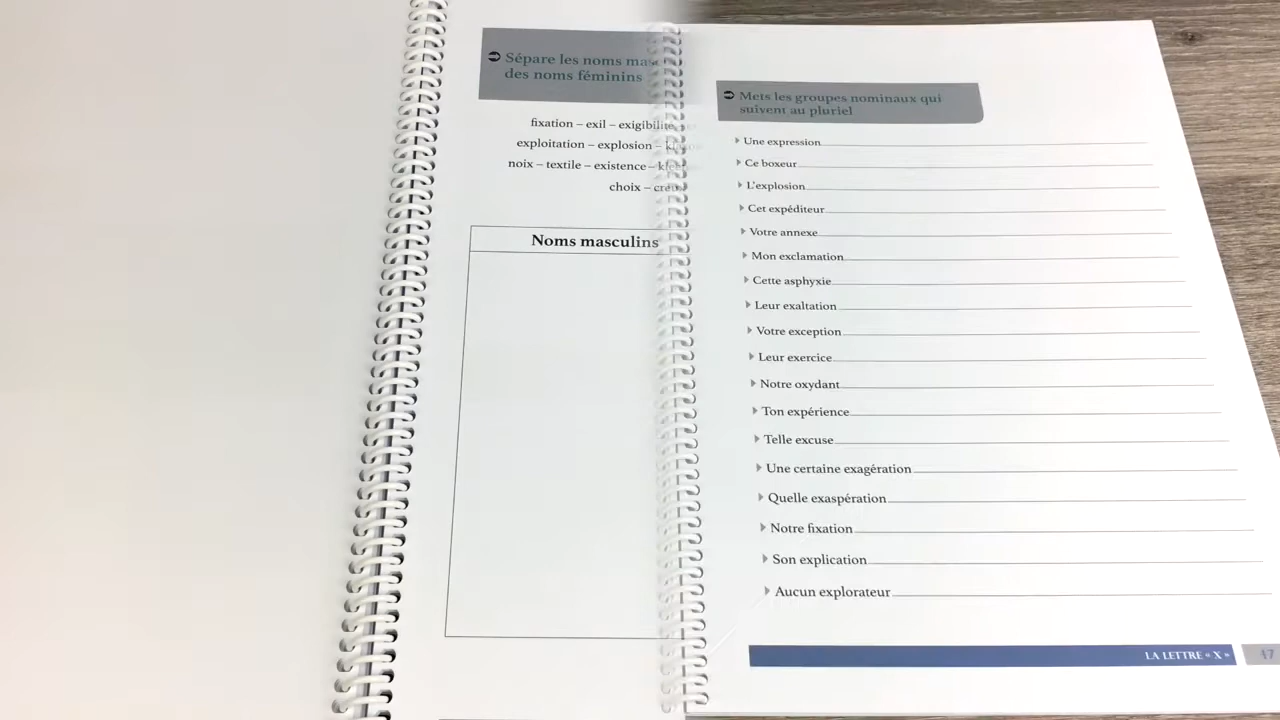 Sépare les noms
des noms féminins
fixation – exil – exigibilité
exploitation – explosion –
noix – textile – existence –
choix –
Noms masculins
Mets les groupes nominaux qui
suivent au pluriel
Une expression
Ce boxeur
L'explosion
Cet expéditeur
Votre annexe
Mon exclamation
Cette asphyxie
Leur exaltation
Votre exception
Leur exercice
Notre oxydant
Ton expérience
Telle excuse
Une certaine exagération
Quelle exaspération
Notre fixation
Son explication
Aucun explorateur
LA LETTRE « X »
47